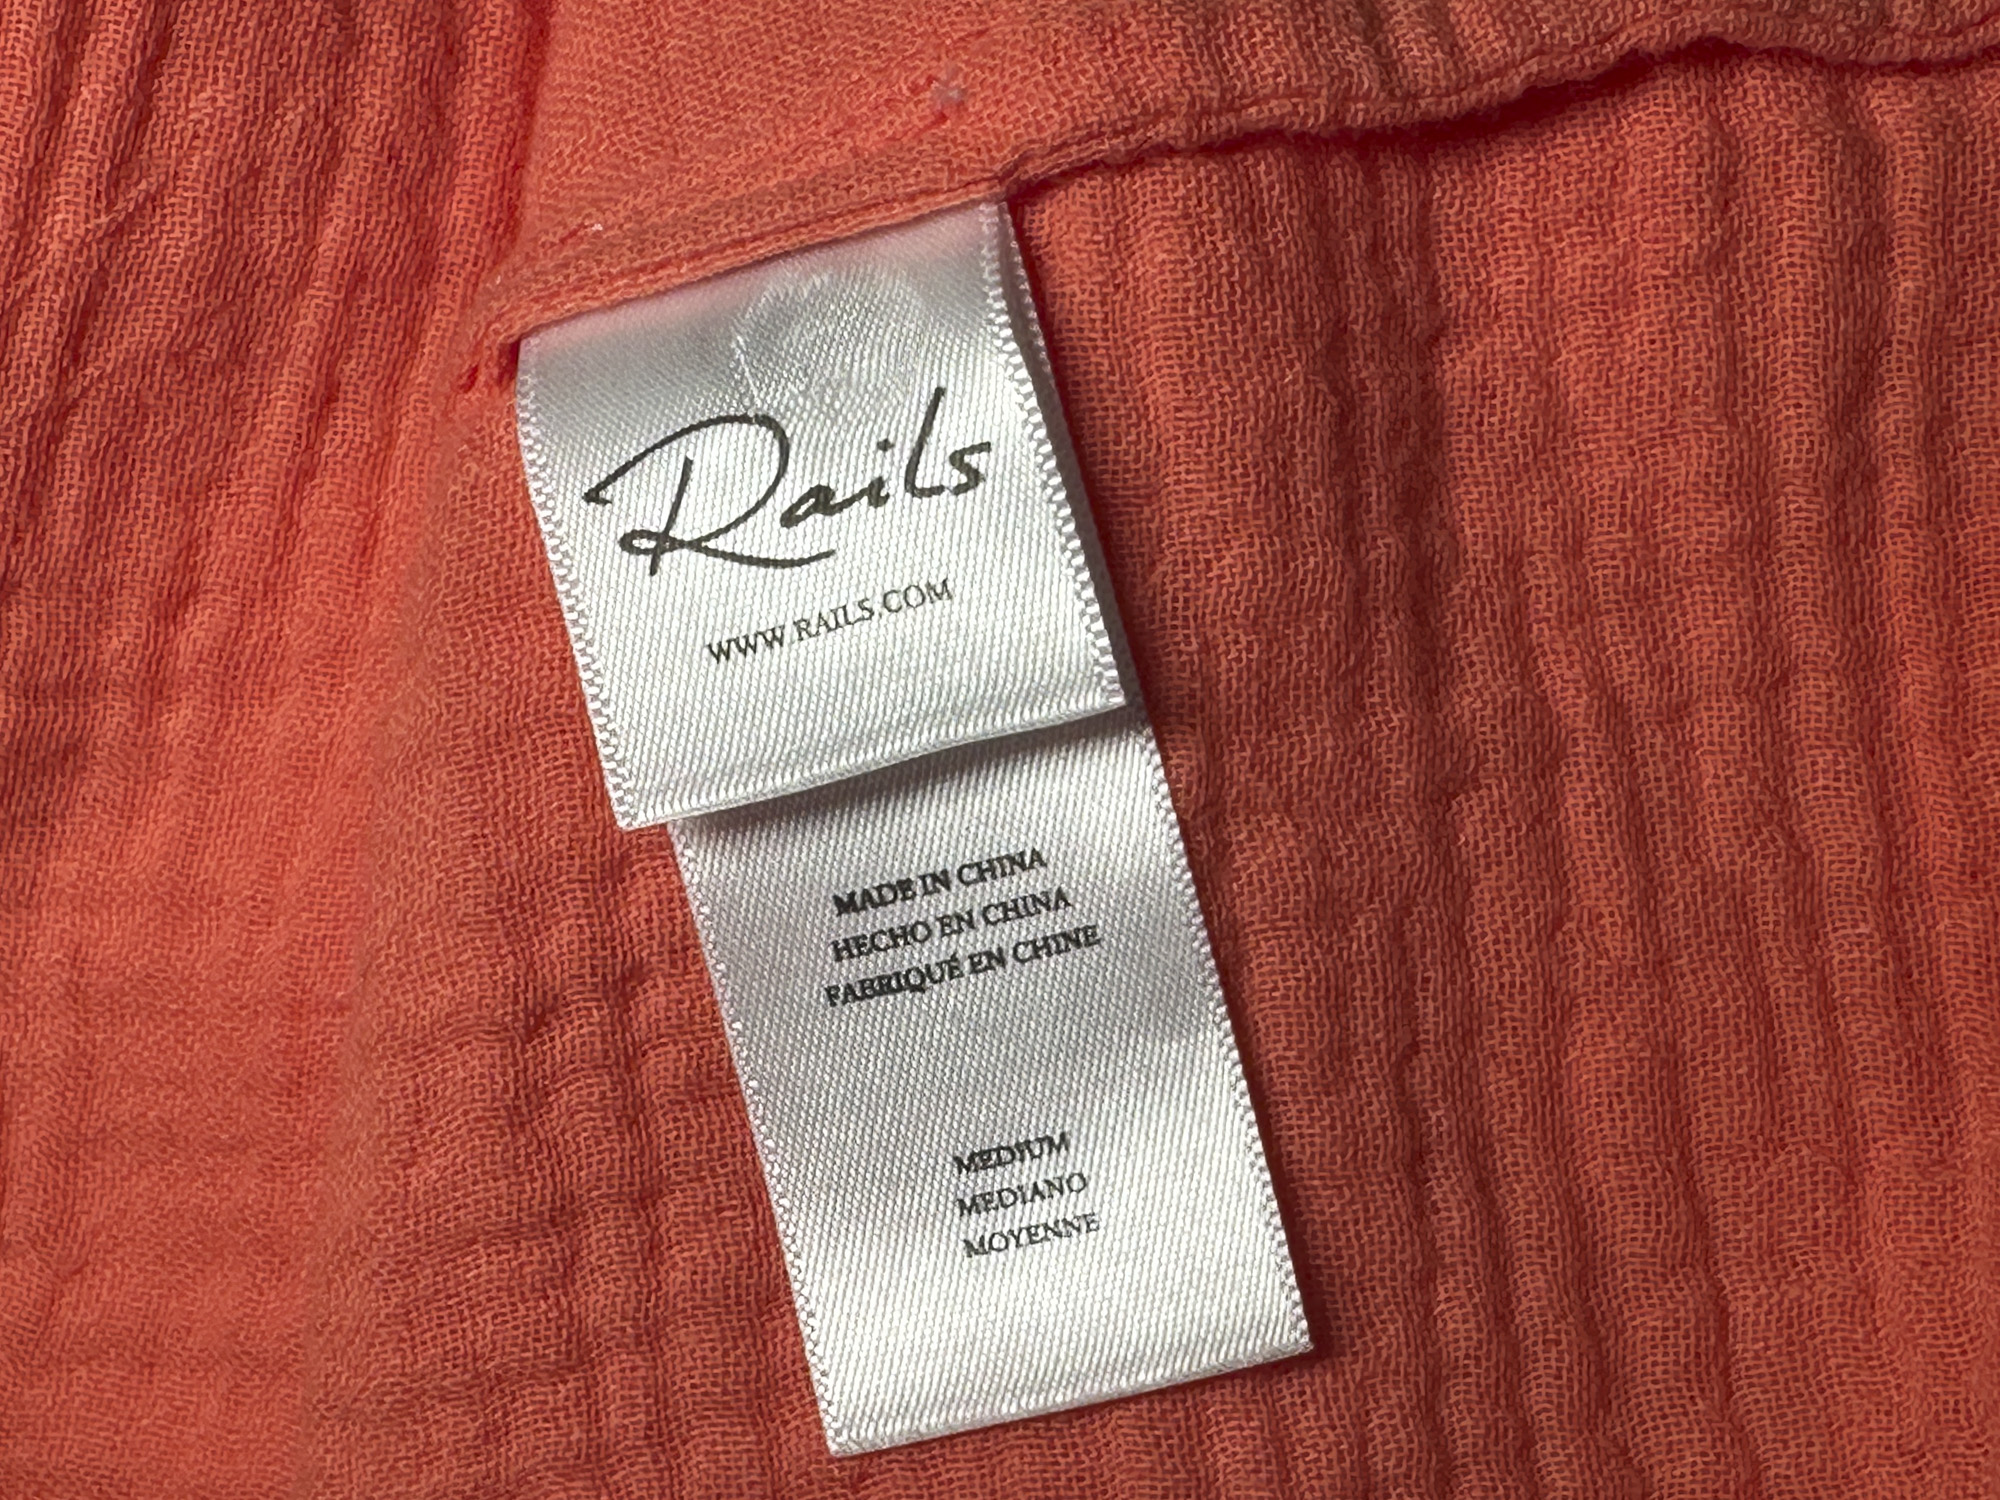 Rails
WWW.RAILS.COM
MADE IN CHINA
HECHO EN CHINA
FABRIQUÉ EN CHINE
MEDIUM
MEDIANO
MOYENNE